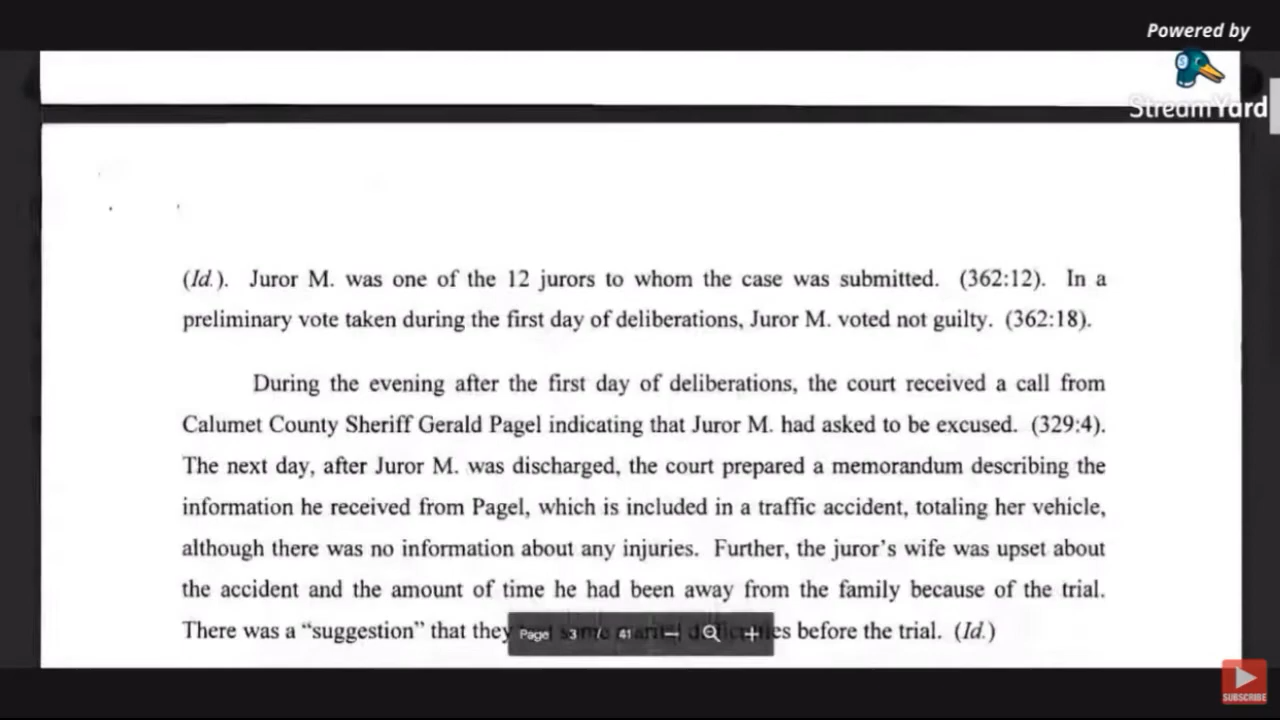 Powered by
StreamYard
(Id.). Juror M. was one of the 12 jurors to whom the case was submitted. (362:12). In a
preliminary vote taken during the first day of deliberations, Juror M. voted not guilty. (362:18).
During the evening after the first day of deliberations, the court received a call from
Calumet County Sheriff Gerald Pagel indicating that Juror M. had asked to be excused. (329:4).
The next day, after Juror M. was discharged, the court prepared a memorandum describing the
information he received from Pagel, which is included in a traffic accident, totaling her vehicle,
although there was no information about any injuries. Further, the juror's wife was upset about
the accident and the amount of time he had been away from the family because of the trial.
There was a “suggestion” that they some marital difficulties before the trial. (Id.)
Page 3 / 41
SUBSCRIBE